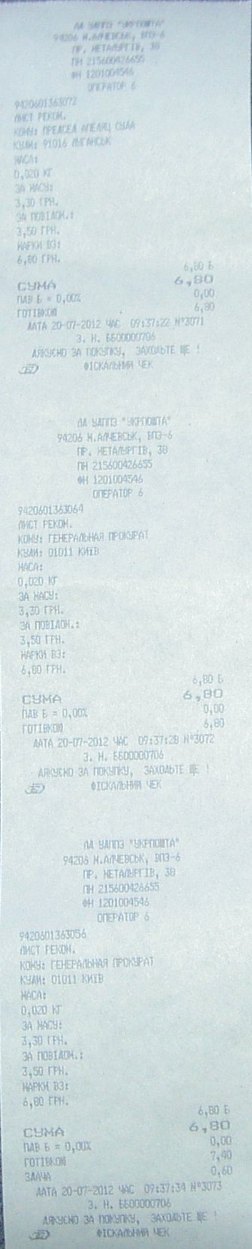 ЛД УДППЗ "УКРПОШТА"
94206 М.АЛЧЕВСЬК, ВПЗ-6
ПР. МЕТАЛУРГІВ, 38
ПН 215600426655
ФН 1201004546
ОПЕРАТОР 6
9420601363072
ЛИСТ РЕКОМ.
КОМУ: ПРЕДСЕД АПЕЛЯЦ СУДА
КУДИ: 91016 ЛУГАНСЬК
МАСА:
0,020 КГ
ЗА МАСУ:
3,30 ГРН.
ЗА ПОВІДОМ.:
3,50 ГРН.
МАРКИ ВЗ:
6,80 ГРН.
6,80 Б
СУМА 6,80
ПДВ Б = 0,00% 0,00
ГОТІВКОЮ 6,80
ДАТА 20-07-2012 ЧАС 09:37:22 №3071
З. Н. ББ00000706
ДЯКУЄМО ЗА ПОКУПКУ, ЗАХОДЬТЕ ЩЕ !
ФІСКАЛЬНИЙ ЧЕК
ЛД УДППЗ "УКРПОШТА"
94206 М.АЛЧЕВСЬК, ВПЗ-6
ПР. МЕТАЛУРГІВ, 38
ПН 215600426655
ФН 1201004546
ОПЕРАТОР 6
9420601363064
ЛИСТ РЕКОМ.
КОМУ: ГЕНЕРАЛЬНАЯ ПРОКУРАТ
КУДИ: 01011 КИЇВ
МАСА:
0,020 КГ
ЗА МАСУ:
3,30 ГРН.
ЗА ПОВІДОМ.:
3,50 ГРН.
МАРКИ ВЗ:
6,80 ГРН.
6,80 Б
СУМА 6,80
ПДВ Б = 0,00% 0,00
ГОТІВКОЮ 6,80
ДАТА 20-07-2012 ЧАС 09:37:28 №3072
З. Н. ББ00000706
ДЯКУЄМО ЗА ПОКУПКУ, ЗАХОДЬТЕ ЩЕ !
ФІСКАЛЬНИЙ ЧЕК
ЛД УДППЗ "УКРПОШТА"
94206 М.АЛЧЕВСЬК, ВПЗ-6
ПР. МЕТАЛУРГІВ, 38
ПН 215600426655
ФН 1201004546
ОПЕРАТОР 6
9420601363056
ЛИСТ РЕКОМ.
КОМУ: ГЕНЕРАЛЬНАЯ ПРОКУРАТ
КУДИ: 01011 КИЇВ
МАСА:
0,020 КГ
ЗА МАСУ:
3,30 ГРН.
ЗА ПОВІДОМ.:
3,50 ГРН.
МАРКИ ВЗ:
6,80 ГРН.
6,80 Б
СУМА 6,80
ПДВ Б = 0,00% 0,00
ГОТІВКОЮ 7,40
ЗДАЧА 0,60
ДАТА 20-07-2012 ЧАС 09:37:34 №3073
З. Н. ББ00000706
ДЯКУЄМО ЗА ПОКУПКУ, ЗАХОДЬТЕ ЩЕ !
ФІСКАЛЬНИЙ ЧЕК